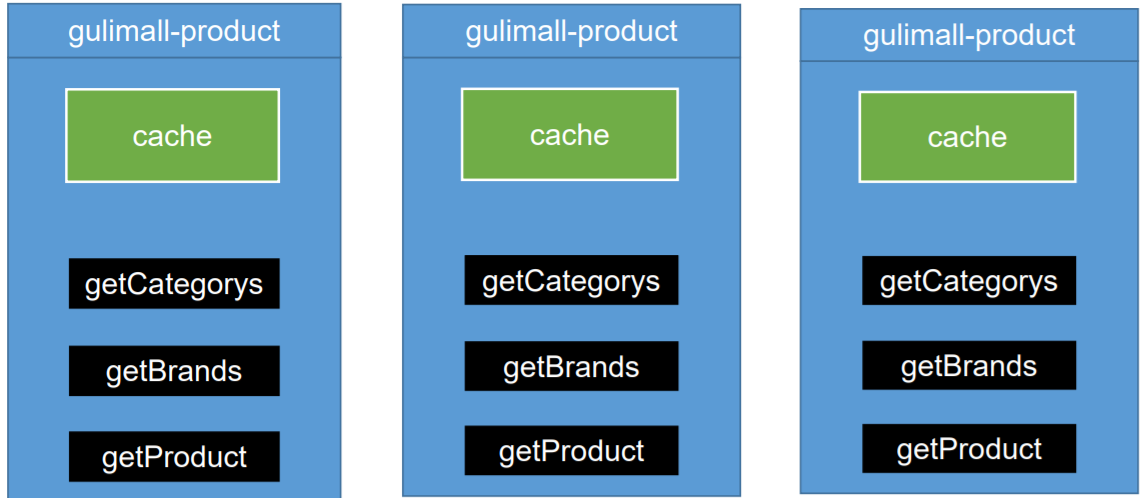 gulimall-product
cache
getCategorys
getBrands
getProduct
gulimall-product
cache
getCategorys
getBrands
getProduct
gulimall-product
cache
getCategorys
getBrands
getProduct